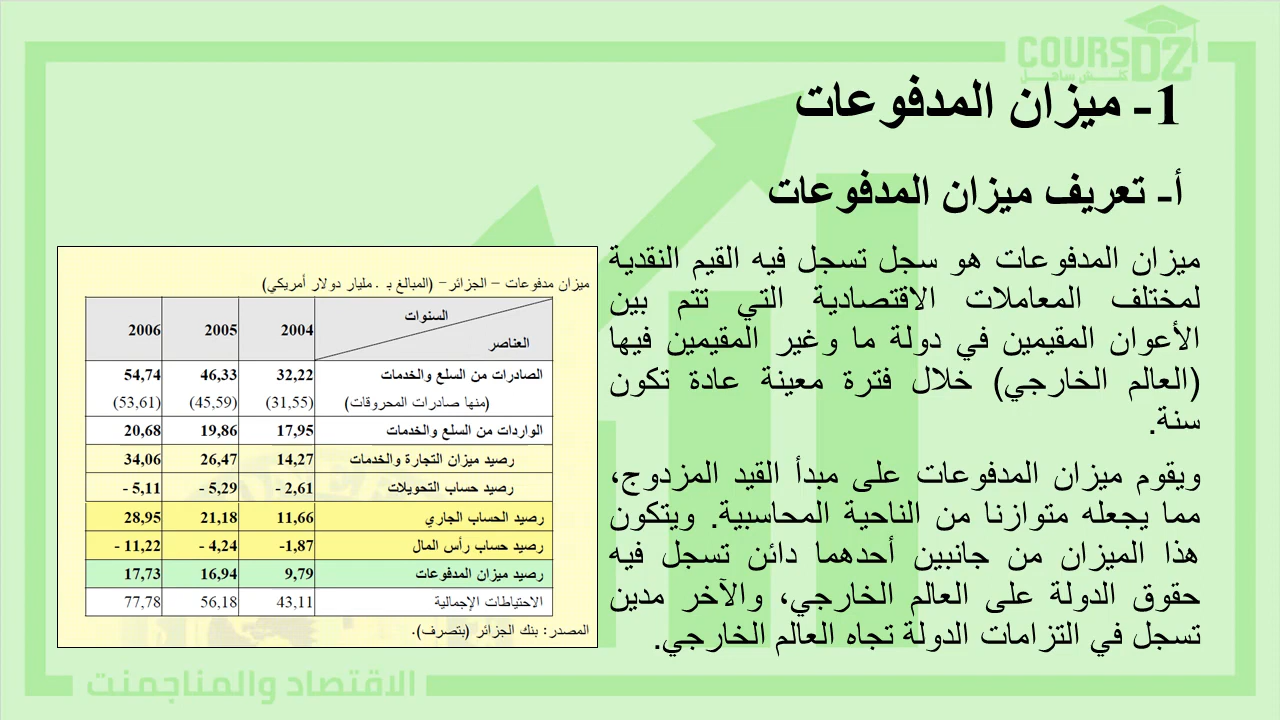 COURSDZ
كلش ساهل
1- ميزان المدفوعات
أ- تعريف ميزان المدفوعات
ميزان المدفوعات هو سجل تسجل فيه القيم النقدية
لمختلف المعاملات الاقتصادية التي تتم بين
الأعوان المقيمين في دولة ما وغير المقيمين فيها
(العالم الخارجي) خلال فترة معينة عادة تكون
سنة.
ويقوم ميزان المدفوعات على مبدأ القيد المزدوج،
مما يجعله متوازنا من الناحية المحاسبية. ويتكون
هذا الميزان من جانبين أحدهما دائن تسجل فيه
حقوق الدولة على العالم الخارجي، والآخر مدين
تسجل في التزامات الدولة تجاه العالم الخارجي.
ميزان مدفوعات – الجزائر– (المبالغ بـ .مليار دولار أمريكي)
السنوات
العناصر 2004 2005 2006
الصادرات من السلع والخدمات 32,22 46,33 54,74
(منها صادرات المحروقات) (31,55) (45,59) (53,61)
الواردات من السلع والخدمات 17,95 19,86 20,68
رصيد ميزان التجارة والخدمات 14,27 26,47 34,06
رصيد حساب التحويلات - 2,61 - 5,29 - 5,11
رصيد الحساب الجاري 11,66 21,18 28,95
رصيد حساب رأس المال -1,87 - 4,24 - 11,22
رصيد ميزان المدفوعات 9,79 16,94 17,73
الاحتياطات الإجمالية 43,11 56,18 77,78
المصدر: بنك الجزائر (بتصرف).
الاقتصاد والمناجمنت